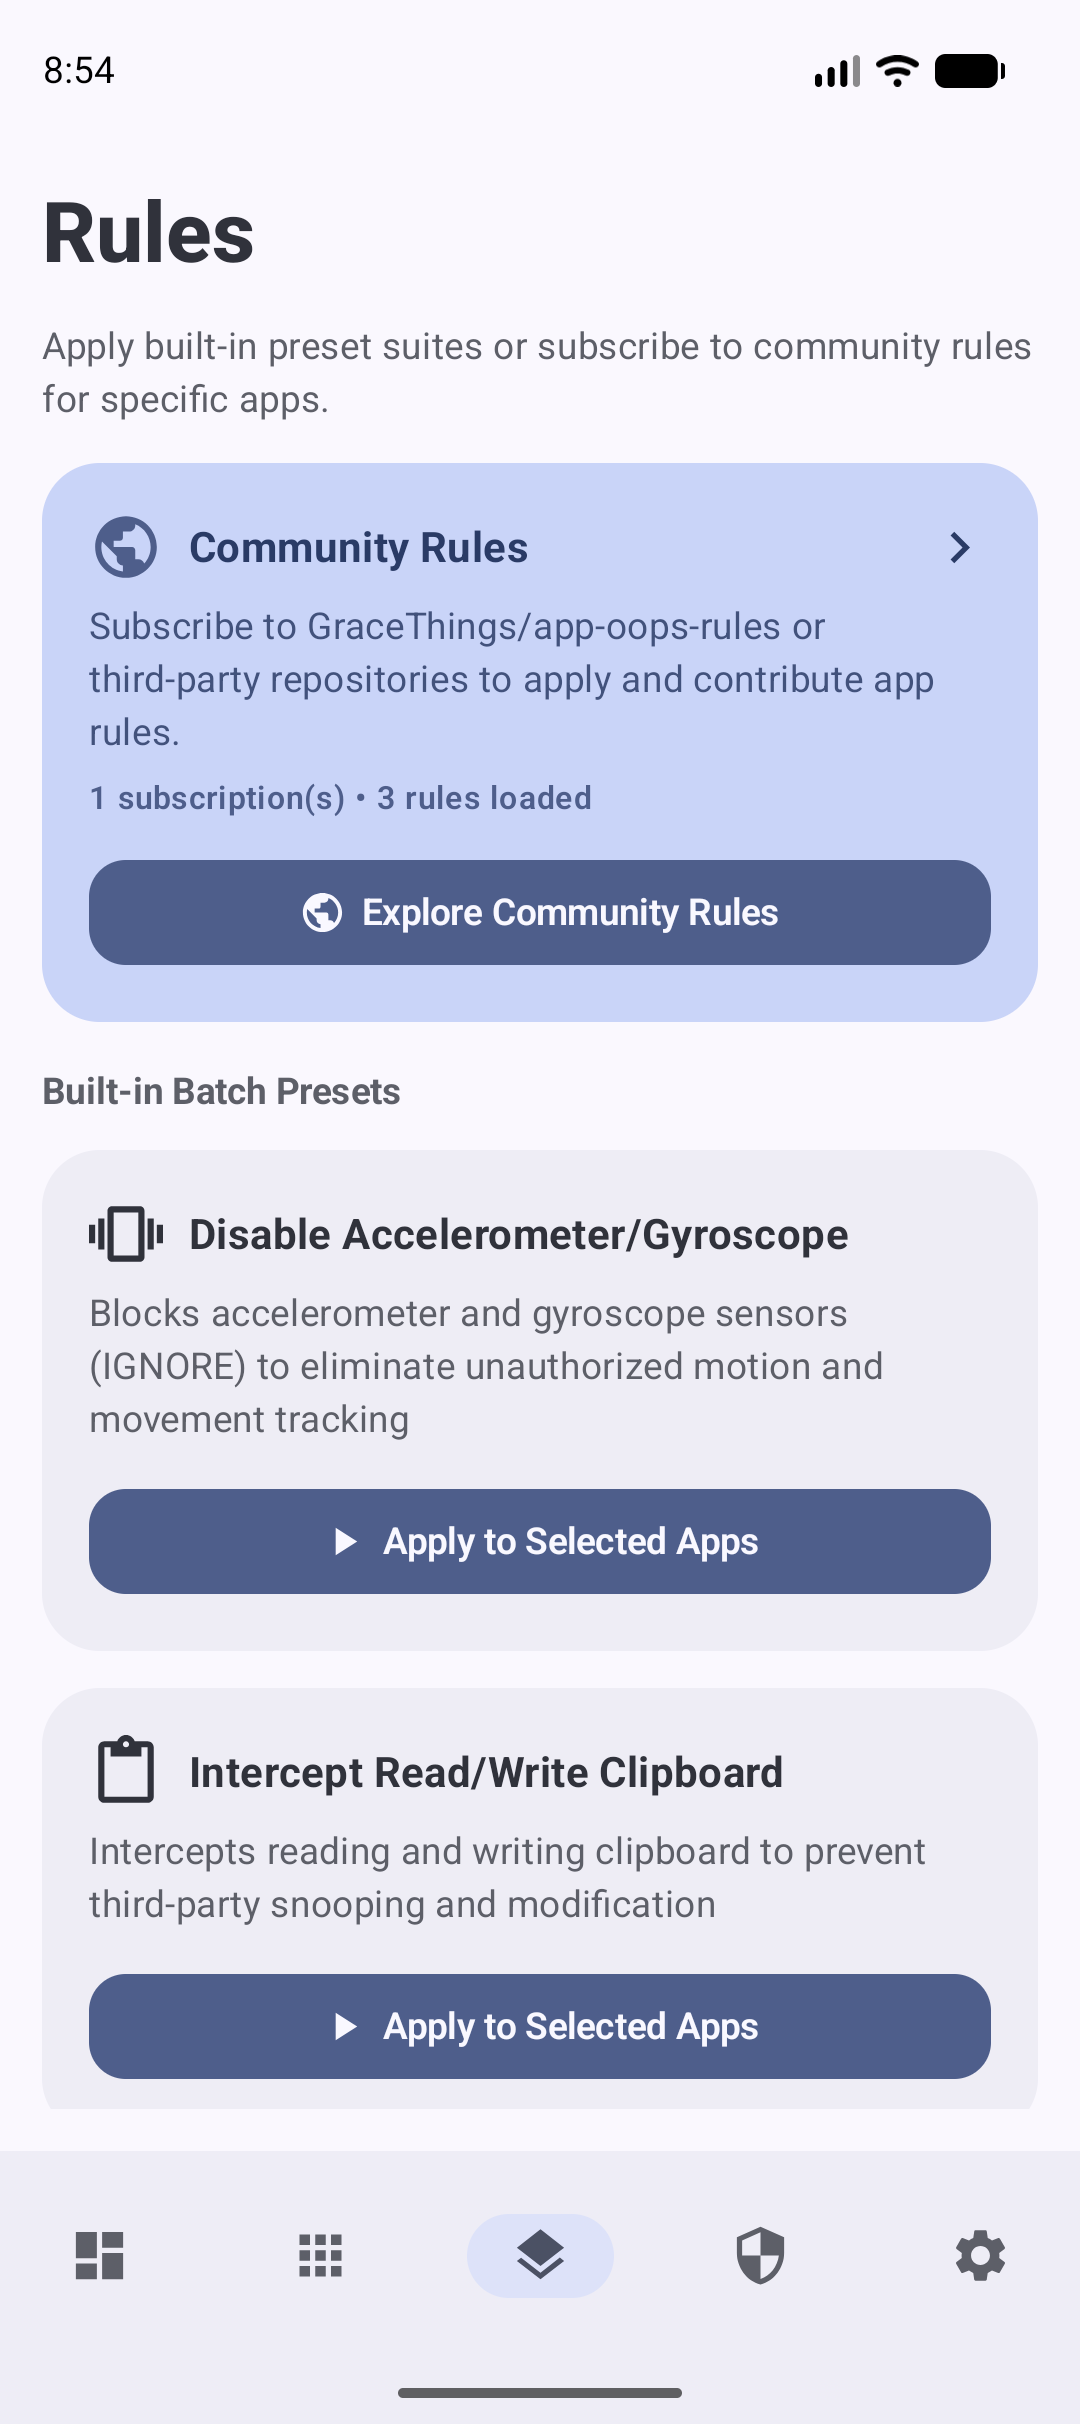 8:54
Rules
Apply built-in preset suites or subscribe to community rules
for specific apps.
Community Rules
Subscribe to GraceThings/app-oops-rules or
third-party repositories to apply and contribute app
rules.
1 subscription(s) • 3 rules loaded
Explore Community Rules
Built-in Batch Presets
Disable Accelerometer/Gyroscope
Blocks accelerometer and gyroscope sensors
(IGNORE) to eliminate unauthorized motion and
movement tracking
Apply to Selected Apps
Intercept Read/Write Clipboard
Intercepts reading and writing clipboard to prevent
third-party snooping and modification
Apply to Selected Apps